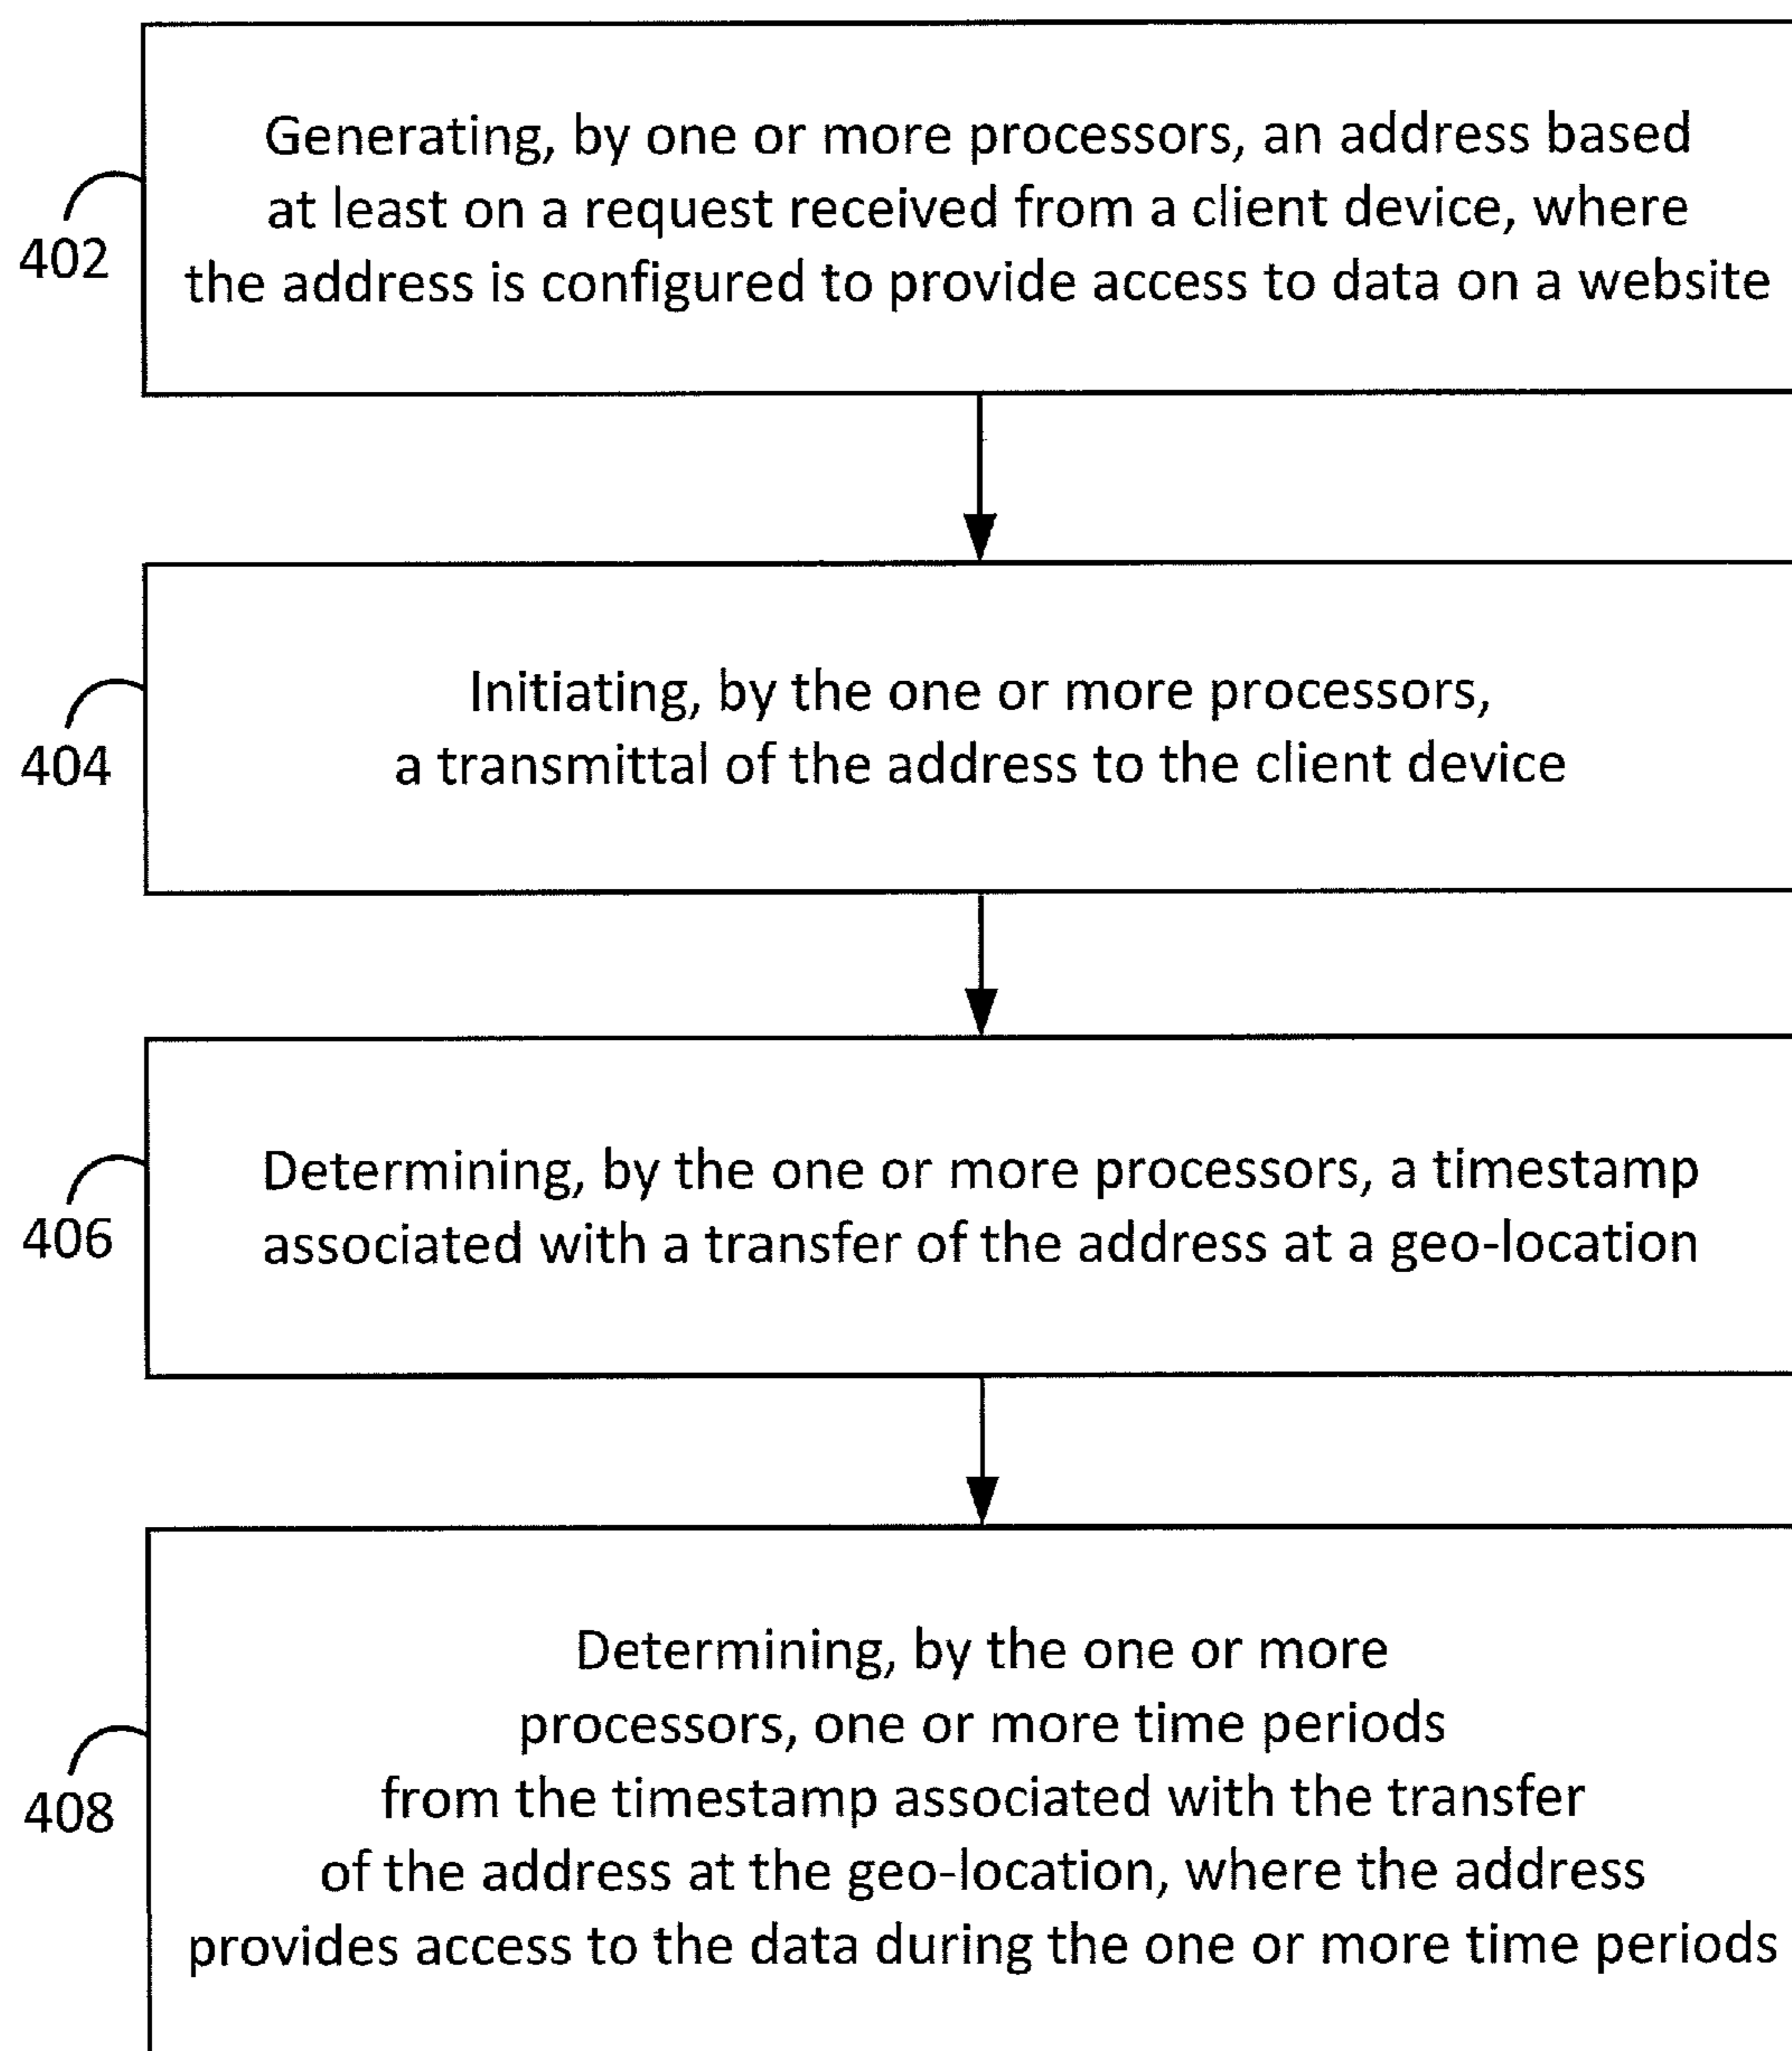 Generating, by one or more processors, an address based
at least on a request received from a client device, where
the address is configured to provide access to data on a website
402
Initiating, by the one or more processors,
a transmittal of the address to the client device
404
Determining, by the one or more processors, a timestamp
associated with a transfer of the address at a geo-location
406
Determining, by the one or more
processors, one or more time periods
from the timestamp associated with the transfer
of the address at the geo-location, where the address
provides access to the data during the one or more time periods
408